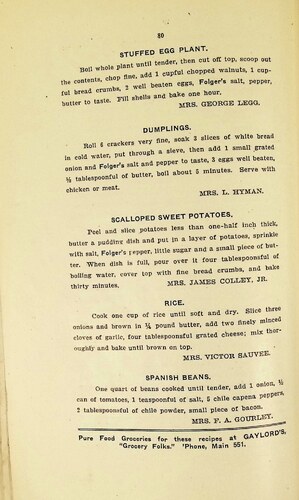 80
STUFFED EGG PLANT.
Boil whole plant until tender, then cut off top, scoop out
the contents, chop fine, add 1 cupful chopped walnuts, 1 cup-
ful bread crumbs, 2 well beaten eggs, Folger's salt, pepper,
butter to taste. Fill shells and bake one hour.
MRS. GEORGE LEGG.
DUMPLINGS.
Roll 6 crackers very fine, soak 3 slices of white bread
in cold water, put through a sieve, then add 1 small grated
onion and Folger's salt and pepper to taste, 3 eggs well beaten,
½ tablespoonful of butter, boil about 5 minutes. Serve with
chicken or meat.
MRS. L. HYMAN.
SCALLOPED SWEET POTATOES.
Peel and slice potatoes less than one-half inch thick,
butter a pudding dish and put in a layer of potatoes, sprinkle
with salt, Folger's pepper, little sugar and a small piece of but-
ter. When dish is full, pour over it four tablespoonsful of
boiling water, cover top with fine bread crumbs, and bake
thirty minutes. MRS. JAMES COLLEY, JR.
RICE.
Cook one cup of rice until soft and dry. Slice three
onions and brown in ¼ pound butter, add two finely minced
cloves of garlic, four tablespoonsful grated cheese; mix thor-
oughly and bake until brown on top.
MRS. VICTOR SAUVEE.
SPANISH BEANS.
One quart of beans cooked until tender, add 1 onion, ½
can of tomatoes, 1 teaspoonful of salt, 5 chile capena peppers,
2 tablespoonsful of chile powder, small piece of bacon.
MRS. F. A. GOURLEY.
Pure Food Groceries for these recipes at GAYLORD'S,
"Grocery Folks." 'Phone, Main 551.